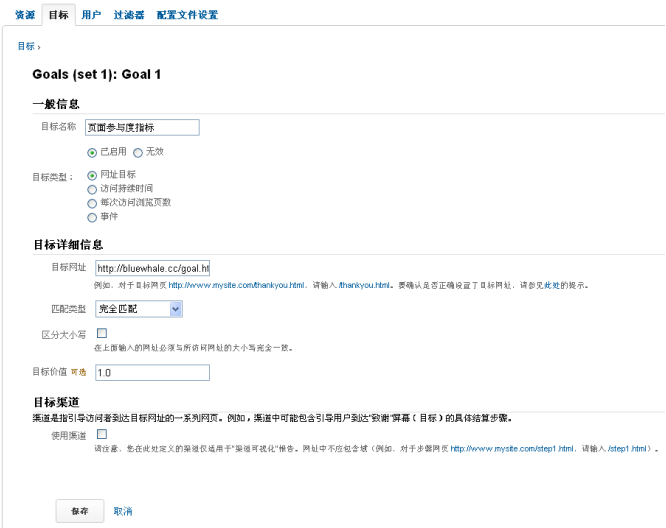 资源 目标 用户 过滤器 配置文件设置
目标 ›
Goals (set 1): Goal 1
一般信息
目标名称 页面参与度指标
已启用 无效
目标类型： 网址目标
访问持续时间
每次访问浏览页数
事件
目标详细信息
目标网址 http://bluewhale.cc/goal.ht
例如，对于目标网页 http://www.mysite.com/thankyou.html，请输入 /thankyou.html。要确认是否正确设置了目标网址，请参见此处的提示。
匹配类型 完全匹配
区分大小写
在上面输入的网址必须与所访问网址的大小写完全一致。
目标价值 可选 1.0
目标渠道
渠道是指引导访问者到达目标网址的一系列网页。例如，渠道中可能包含引导用户到达"致谢"屏幕（目标）的具体结算步骤。
使用渠道
请注意，您在此处定义的渠道仅适用于"渠道可视化"报告。网址中不应包含域（例如，对于步骤网页 http://www.mysite.com/step1.html，请输入 /step1.html）。
保存 取消